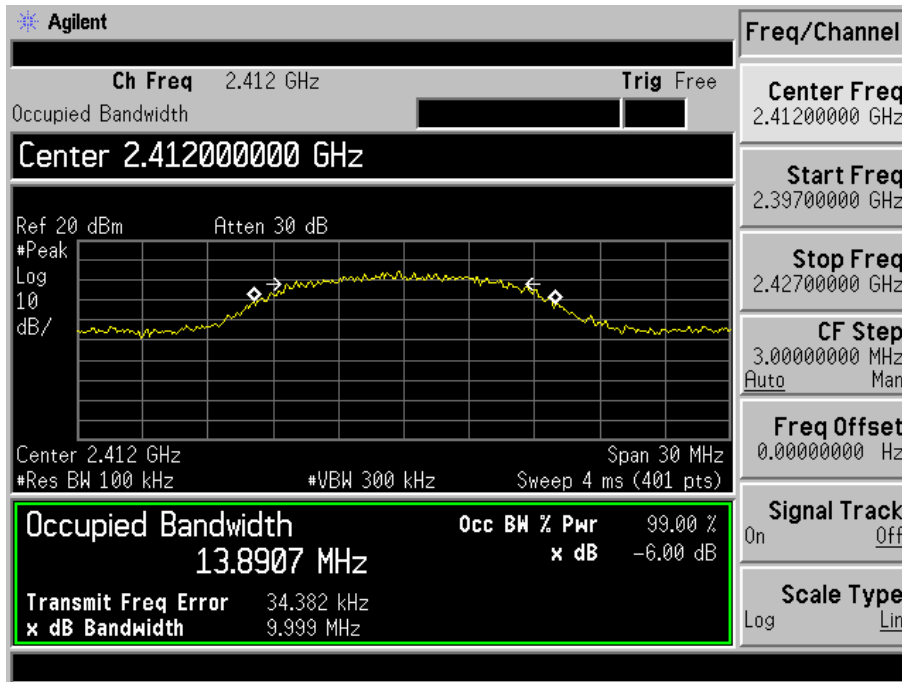 Agilent
Ch Freq 2.412 GHz Trig Free
Occupied Bandwidth
Center 2.412000000 GHz
Ref 20 dBm Atten 30 dB
#Peak
Log
10
dB/
Center 2.412 GHz Span 30 MHz
#Res BW 100 kHz #VBW 300 kHz Sweep 4 ms (401 pts)
Occupied Bandwidth Occ BW % Pwr 99.00 %
13.8907 MHz x dB -6.00 dB
Transmit Freq Error 34.382 kHz
x dB Bandwidth 9.999 MHz
Freq/Channel
Center Freq
2.41200000 GHz
Start Freq
2.39700000 GHz
Stop Freq
2.42700000 GHz
CF Step
3.00000000 MHz
Auto Man
Freq Offset
0.00000000 Hz
Signal Track
On Off
Scale Type
Log Lin